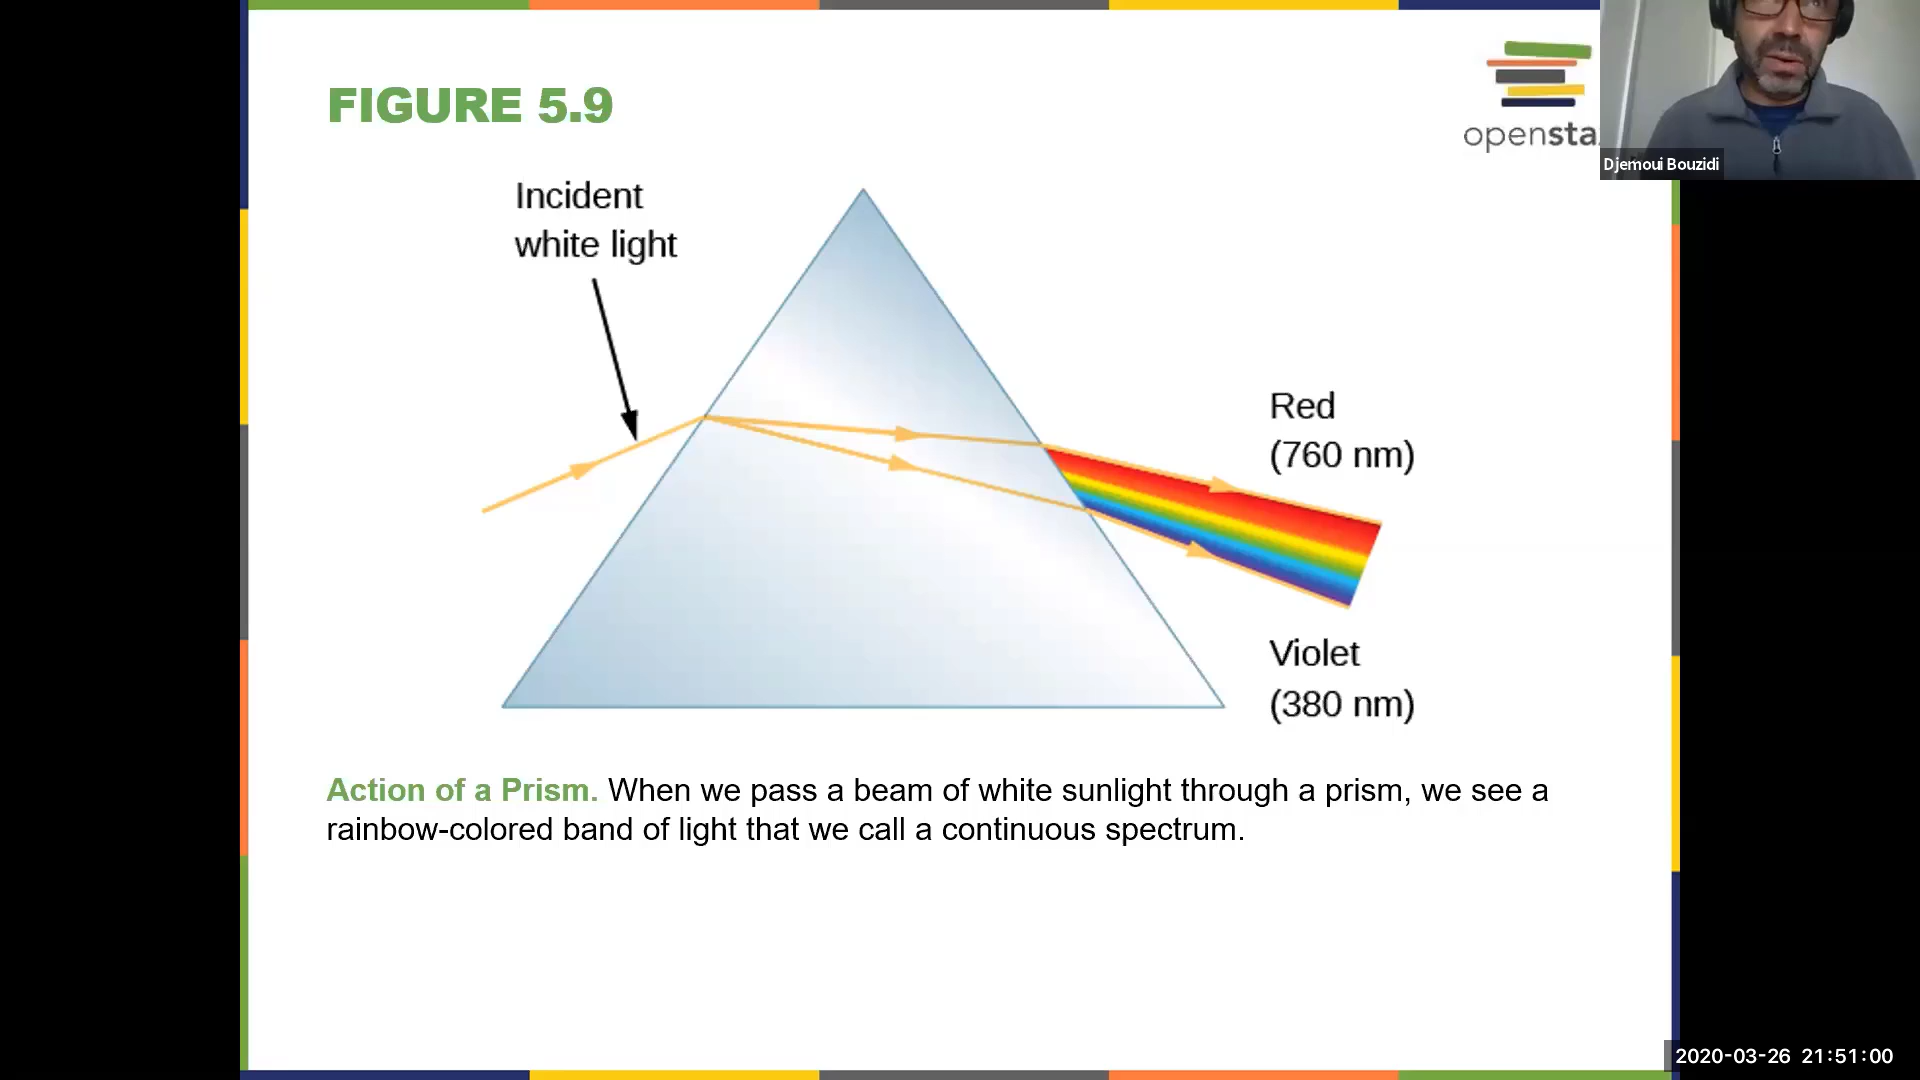 FIGURE 5.9
opensta
Djemoui Bouzidi
Incident
white light
Red
(760 nm)
Violet
(380 nm)
Action of a Prism. When we pass a beam of white sunlight through a prism, we see a
rainbow-colored band of light that we call a continuous spectrum.
2020-03-26 21:51:00